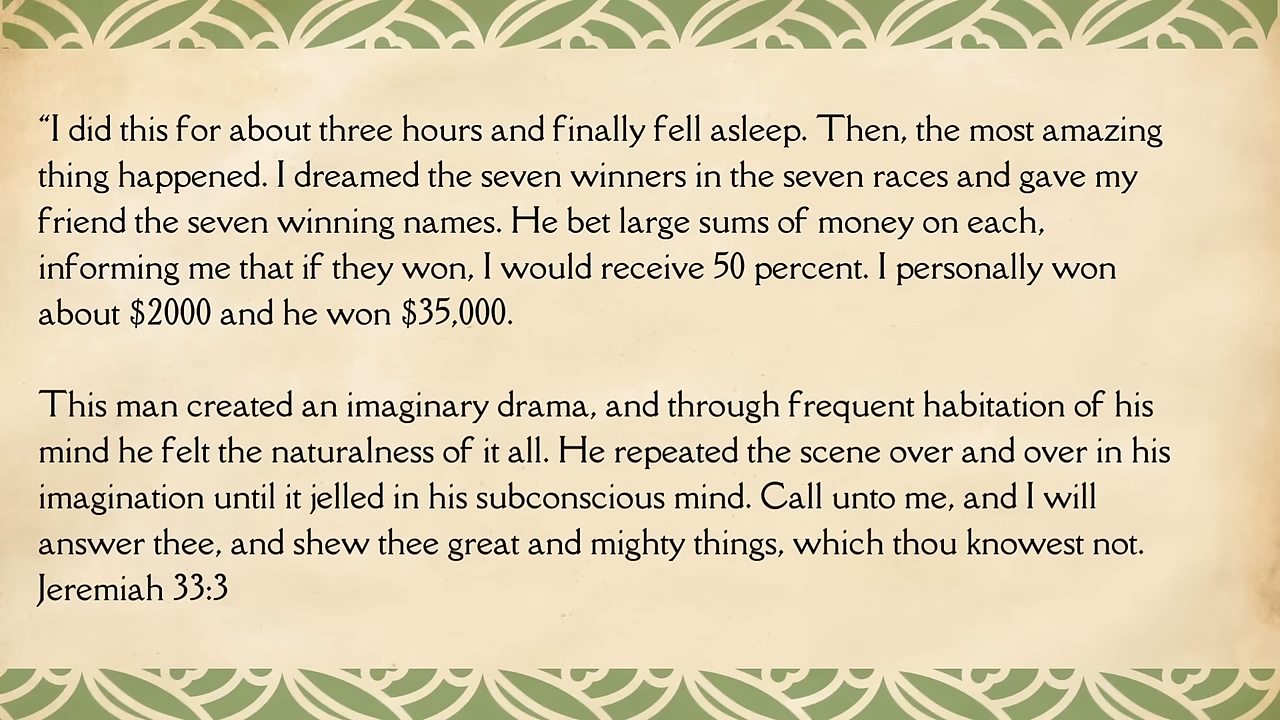 “I did this for about three hours and finally fell asleep. Then, the most amazing
thing happened. I dreamed the seven winners in the seven races and gave my
friend the seven winning names. He bet large sums of money on each,
informing me that if they won, I would receive 50 percent. I personally won
about $2000 and he won $35,000.
This man created an imaginary drama, and through frequent habitation of his
mind he felt the naturalness of it all. He repeated the scene over and over in his
imagination until it jelled in his subconscious mind. Call unto me, and I will
answer thee, and shew thee great and mighty things, which thou knowest not.
Jeremiah 33:3